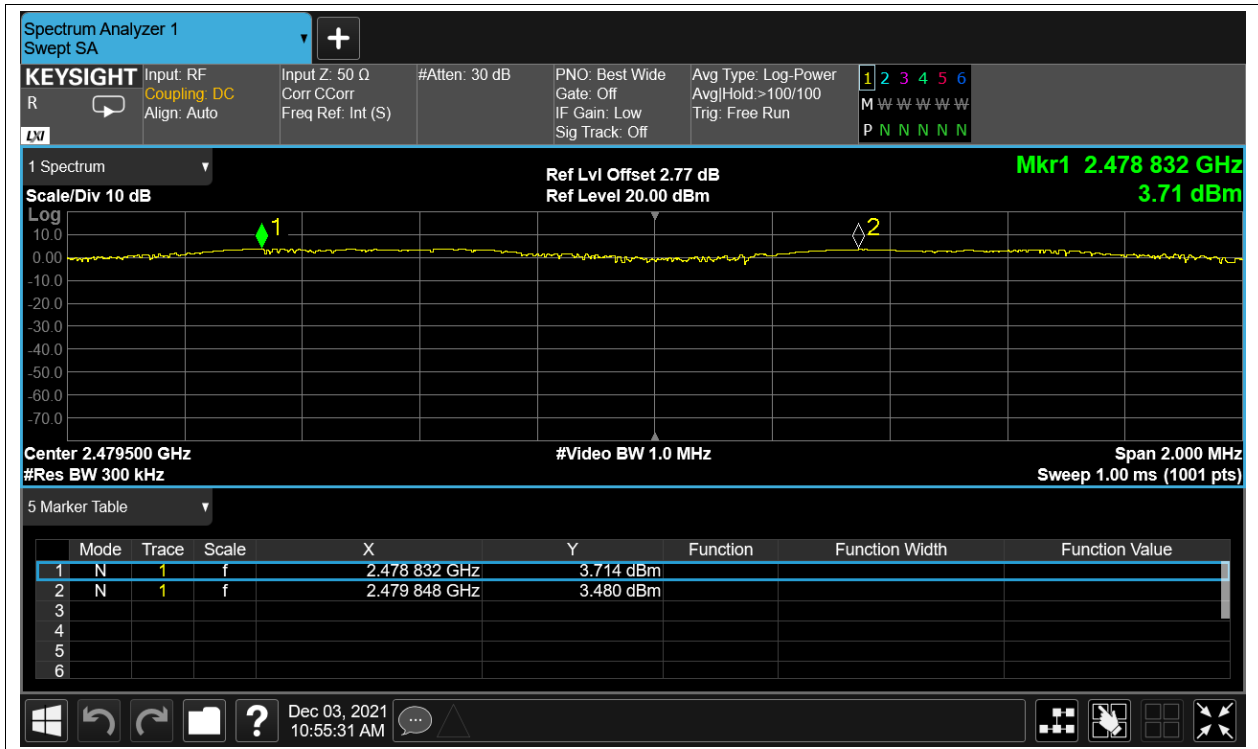 Spectrum Analyzer 1
Swept SA
KEYSIGHT
R
LXI
Input: RF
Coupling: DC
Align: Auto
Input Z: 50 Ω
Corr CCorr
Freq Ref: Int (S)
#Atten: 30 dB
PNO: Best Wide
Gate: Off
IF Gain: Low
Sig Track: Off
Avg Type: Log-Power
Avg|Hold:>100/100
Trig: Free Run
1 2 3 4 5 6
M W W W W W
P N N N N N
1 Spectrum
Scale/Div 10 dB
Ref Lvl Offset 2.77 dB
Ref Level 20.00 dBm
Mkr1 2.478 832 GHz
3.71 dBm
Log
10.0
0.00
-10.0
-20.0
-30.0
-40.0
-50.0
-60.0
-70.0
1
2
Center 2.479500 GHz
#Video BW 1.0 MHz
Span 2.000 MHz
#Res BW 300 kHz
Sweep 1.00 ms (1001 pts)
5 Marker Table
Mode Trace Scale X Y Function Function Width Function Value
1 N 1 f 2.478 832 GHz 3.714 dBm
2 N 1 f 2.479 848 GHz 3.480 dBm
3
4
5
6
?
Dec 03, 2021
10:55:31 AM